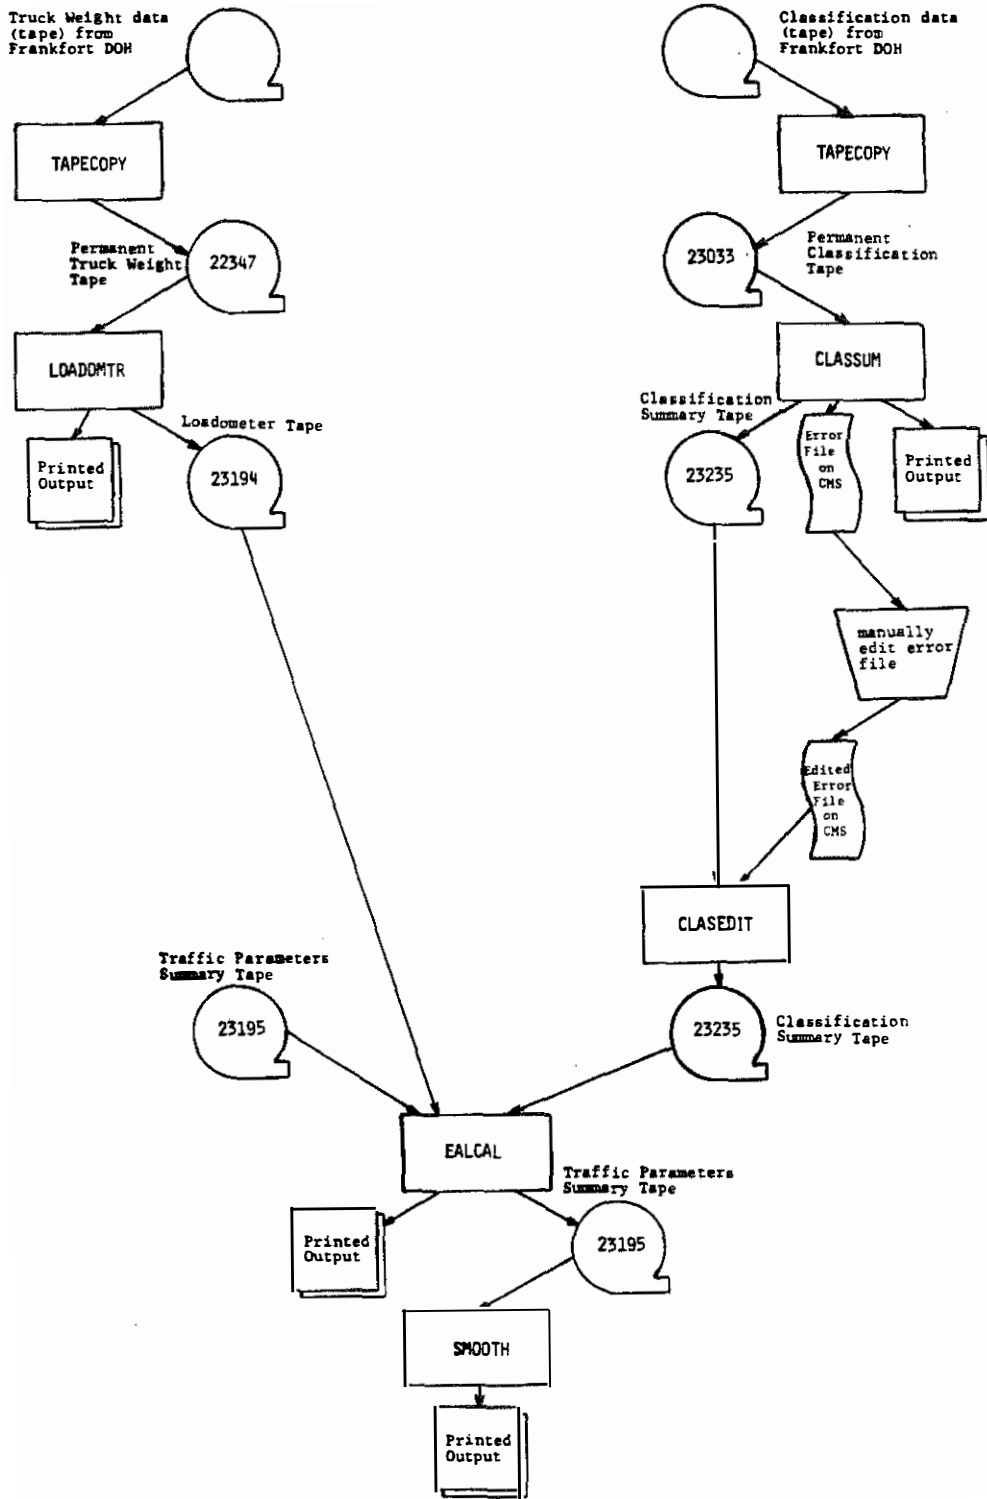 Truck Weight data
(tape) from
Frankfort DOH
Classification data
(tape) from
Frankfort DOH
TAPECOPY
TAPECOPY
Permanent
Truck Weight
Tape
22347
23033
Permanent
Classification
Tape
LOADOMTR
CLASSUM
Loadometer Tape
Classification
Summary Tape
Printed
Output
23194
23235
Error
File
on
CMS
Printed
Output
manually
edit error
file
Edited
Error
File
on
CMS
CLASEDIT
Traffic Parameters
Summary Tape
23195
23235
Classification
Summary Tape
EALCAL
Traffic Parameters
Summary Tape
Printed
Output
23195
SMOOTH
Printed
Output